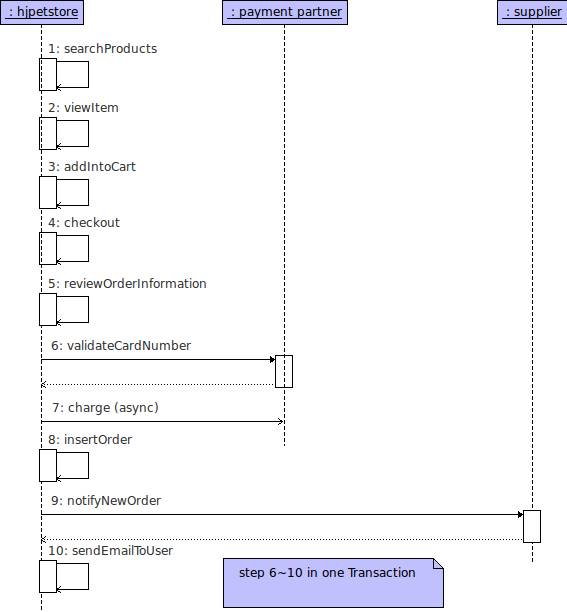 : hjpetstore
: payment partner
: supplier
1: searchProducts
2: viewItem
3: addIntoCart
4: checkout
5: reviewOrderInformation
6: validateCardNumber
7: charge (async)
8: insertOrder
9: notifyNewOrder
10: sendEmailToUser
step 6~10 in one Transaction